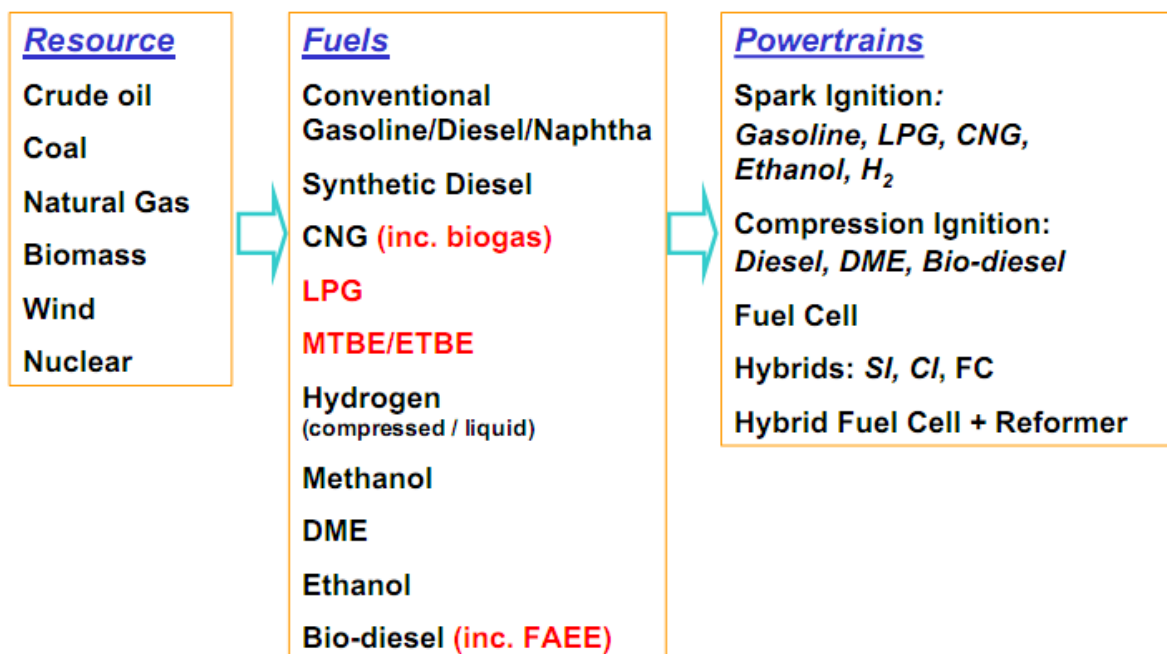 Resource
Crude oil
Coal
Natural Gas
Biomass
Wind
Nuclear
Fuels
Conventional
Gasoline/Diesel/Naphtha
Synthetic Diesel
CNG (inc. biogas)
LPG
MTBE/ETBE
Hydrogen
(compressed / liquid)
Methanol
DME
Ethanol
Bio-diesel (inc. FAEE)
Powertrains
Spark Ignition:
Gasoline, LPG, CNG,
Ethanol, H₂
Compression Ignition:
Diesel, DME, Bio-diesel
Fuel Cell
Hybrids: SI, CI, FC
Hybrid Fuel Cell + Reformer